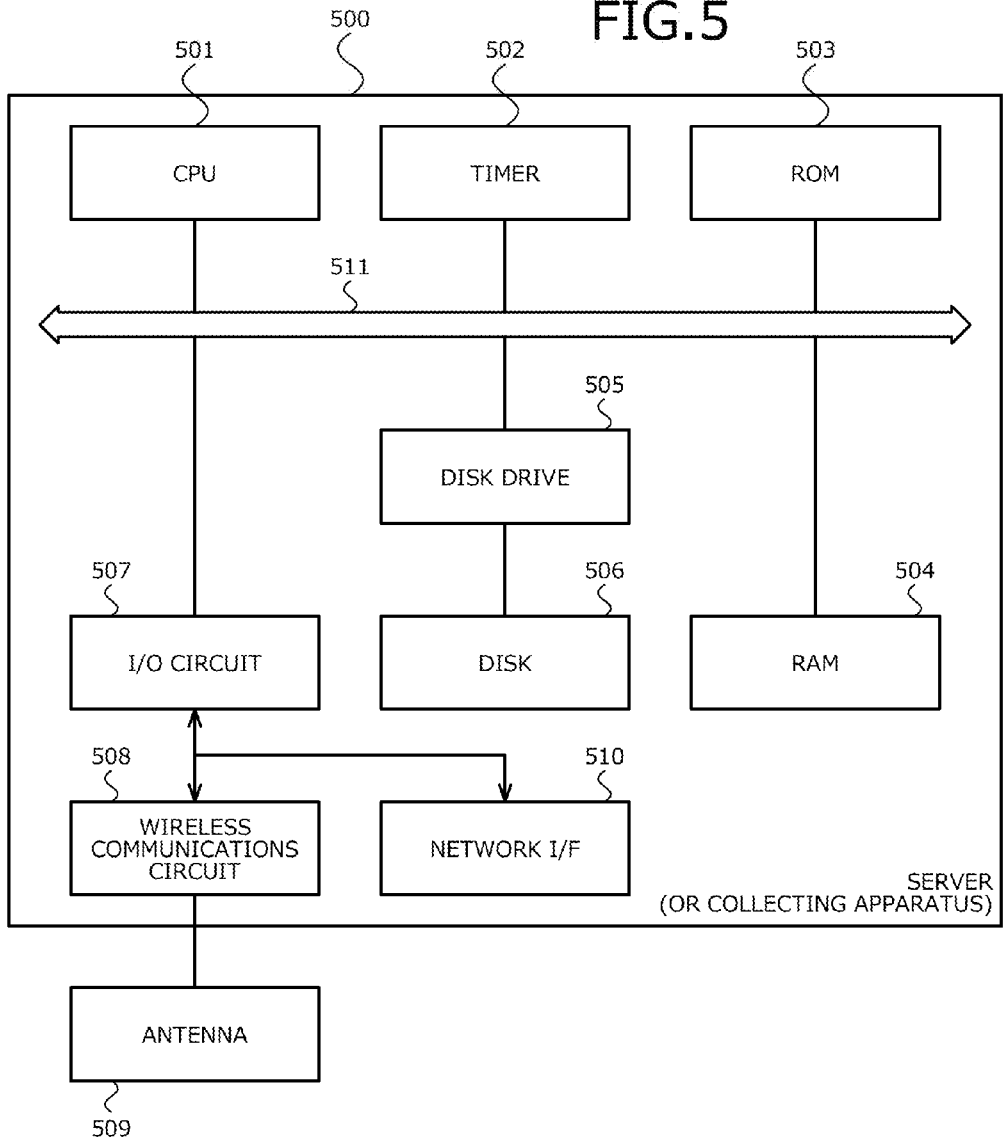 FIG.5
500
501
502
503
CPU
TIMER
ROM
511
505
DISK DRIVE
507
506
504
I/O CIRCUIT
DISK
RAM
508
510
WIRELESS
COMMUNICATIONS
CIRCUIT
NETWORK I/F
SERVER
(OR COLLECTING APPARATUS)
ANTENNA
509